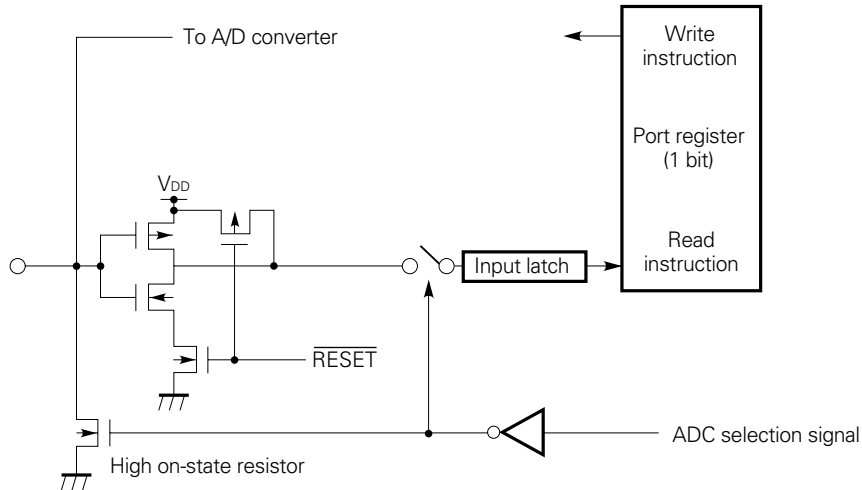 To A/D converter
Write
instruction
Port register
(1 bit)
VDD
Read
instruction
Input latch
RESET
ADC selection signal
High on-state resistor